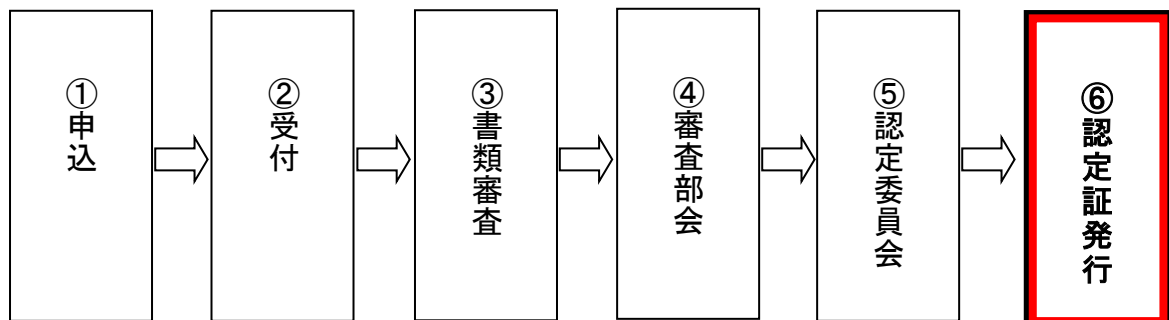 ①申込
②受付
③書類審査
④審査部会
⑤認定委員会
⑥認定証発行